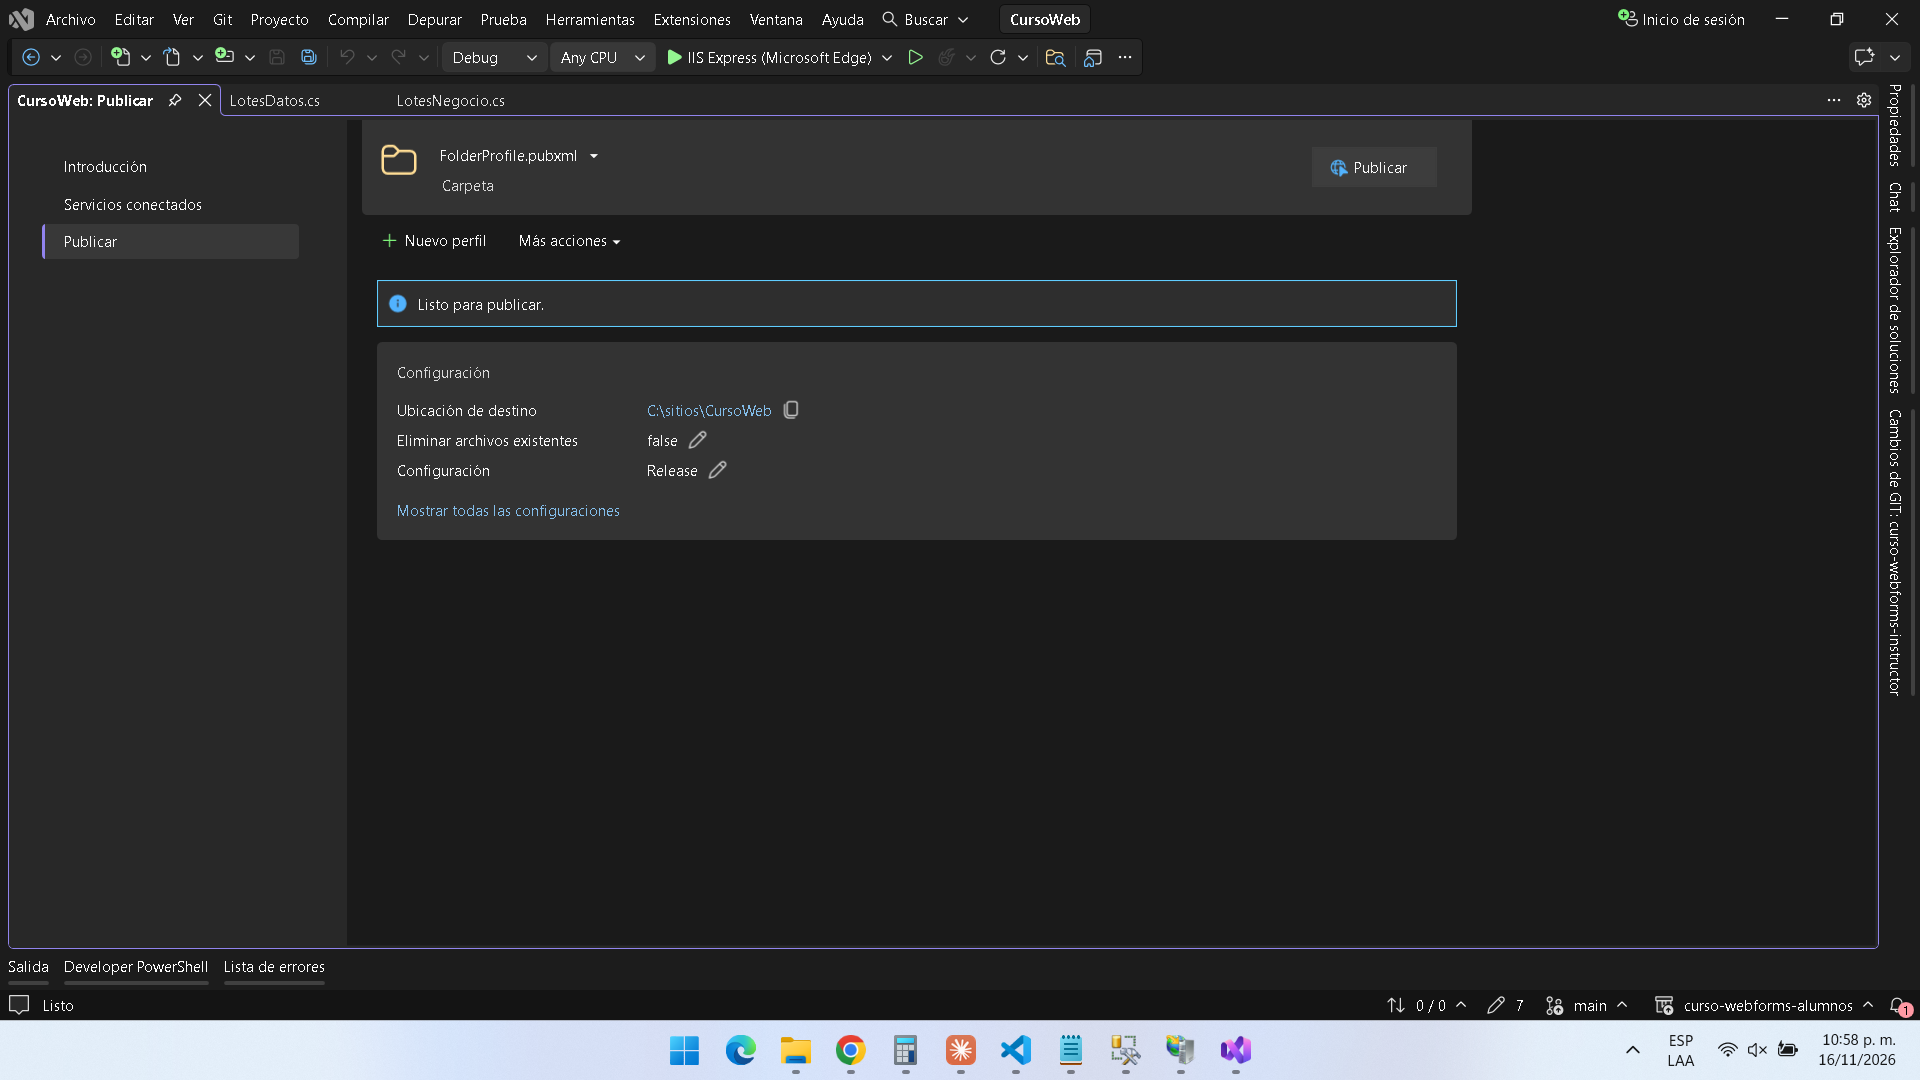 Archivo Editar Ver Git Proyecto Compilar Depurar Prueba Herramientas Extensiones Ventana Ayuda Buscar CursoWeb Inicio de sesión
Debug Any CPU IIS Express (Microsoft Edge)
CursoWeb: Publicar LotesDatos.cs LotesNegocio.cs
Introducción
Servicios conectados
Publicar
FolderProfile.pubxml
Carpeta
Publicar
Nuevo perfil Más acciones
Listo para publicar.
Configuración
Ubicación de destino C:\sitios\CursoWeb
Eliminar archivos existentes false
Configuración Release
Mostrar todas las configuraciones
Propiedades
Chat
Explorador de soluciones
Cambios de GIT: curso-webforms-instructor
Salida Developer PowerShell Lista de errores
Listo 0 / 0 7 main curso-webforms-alumnos 1
ESP
LAA
10:58 p. m.
16/11/2026